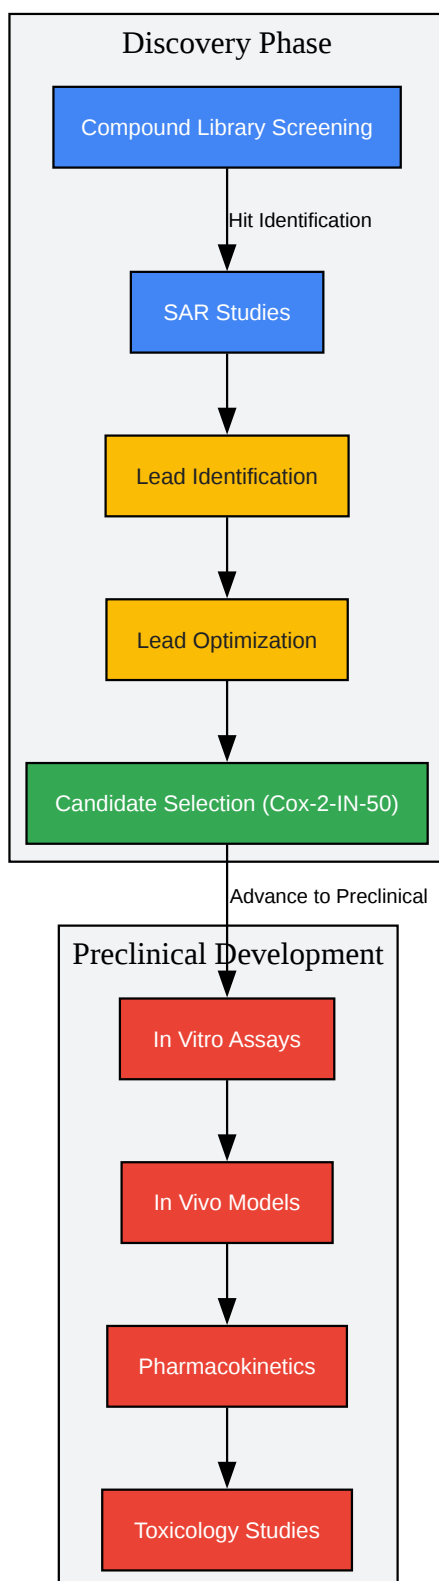 Discovery Phase
Compound Library Screening
Hit Identification
SAR Studies
Lead Identification
Lead Optimization
Candidate Selection (Cox-2-IN-50)
Advance to Preclinical
Preclinical Development
In Vitro Assays
In Vivo Models
Pharmacokinetics
Toxicology Studies